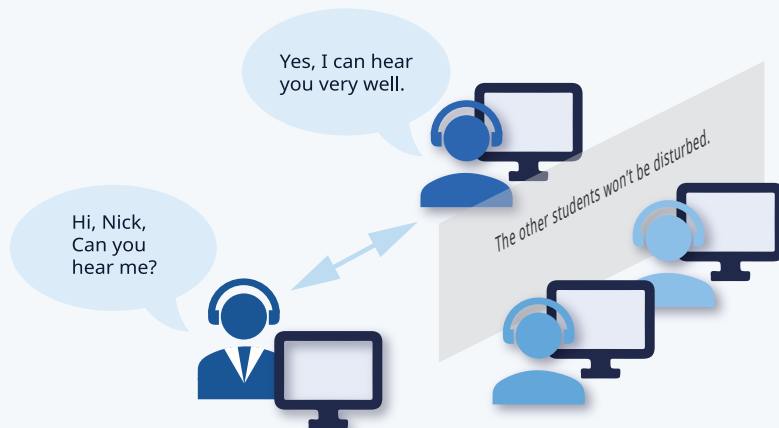 Yes, I can hear
you very well.
The other students won't be disturbed.
Hi, Nick,
Can you
hear me?